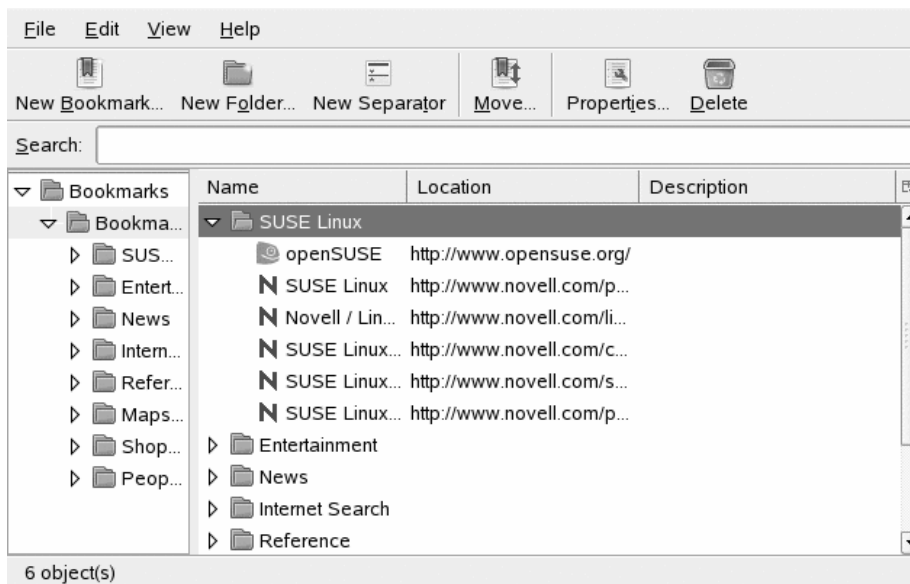 File Edit View Help
New Bookmark... New Folder... New Separator Move... Properties... Delete
Search:
Bookmarks
Bookma...
SUS...
Entert...
News
Intern...
Refer...
Maps...
Shop...
Peop...
Name Location Description
SUSE Linux
openSUSE http://www.opensuse.org/
SUSE Linux http://www.novell.com/p...
Novell / Lin... http://www.novell.com/li...
SUSE Linux... http://www.novell.com/c...
SUSE Linux... http://www.novell.com/s...
SUSE Linux... http://www.novell.com/p...
Entertainment
News
Internet Search
Reference
6 object(s)